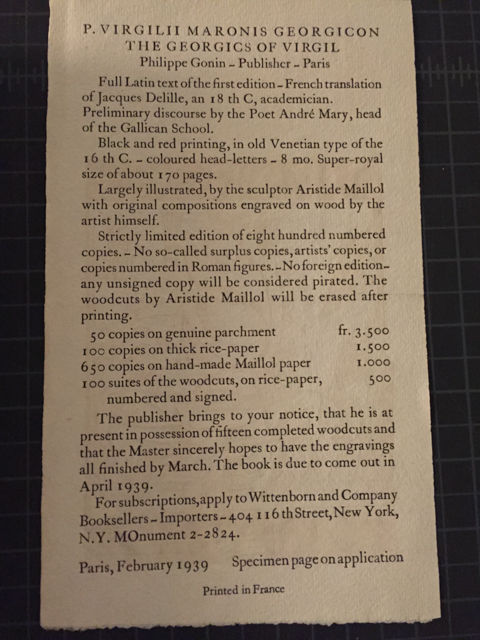 P. VIRGILII MARONIS GEORGICON
THE GEORGICS OF VIRGIL
Philippe Gonin – Publisher – Paris
Full Latin text of the first edition – French translation
of Jacques Delille, an 18 th C, academician.
Preliminary discourse by the Poet André Mary, head
of the Gallican School.
Black and red printing, in old Venetian type of the
16 th C. – coloured head-letters – 8 mo. Super-royal
size of about 170 pages.
Largely illustrated, by the sculptor Aristide Maillol
with original compositions engraved on wood by the
artist himself.
Strictly limited edition of eight hundred numbered
copies. – No so-called surplus copies, artists' copies, or
copies numbered in Roman figures. – No foreign edition –
any unsigned copy will be considered pirated. The
woodcuts by Aristide Maillol will be erased after
printing.
50 copies on genuine parchment fr. 3.500
100 copies on thick rice-paper 1.500
650 copies on hand-made Maillol paper 1.000
100 suites of the woodcuts, on rice-paper, 500
numbered and signed.
The publisher brings to your notice, that he is at
present in possession of fifteen completed woodcuts and
that the Master sincerely hopes to have the engravings
all finished by March. The book is due to come out in
April 1939.
For subscriptions, apply to Wittenborn and Company
Booksellers – Importers – 404 116 th Street, New York,
N.Y. MOnument 2-2824.
Paris, February 1939 Specimen page on application
Printed in France